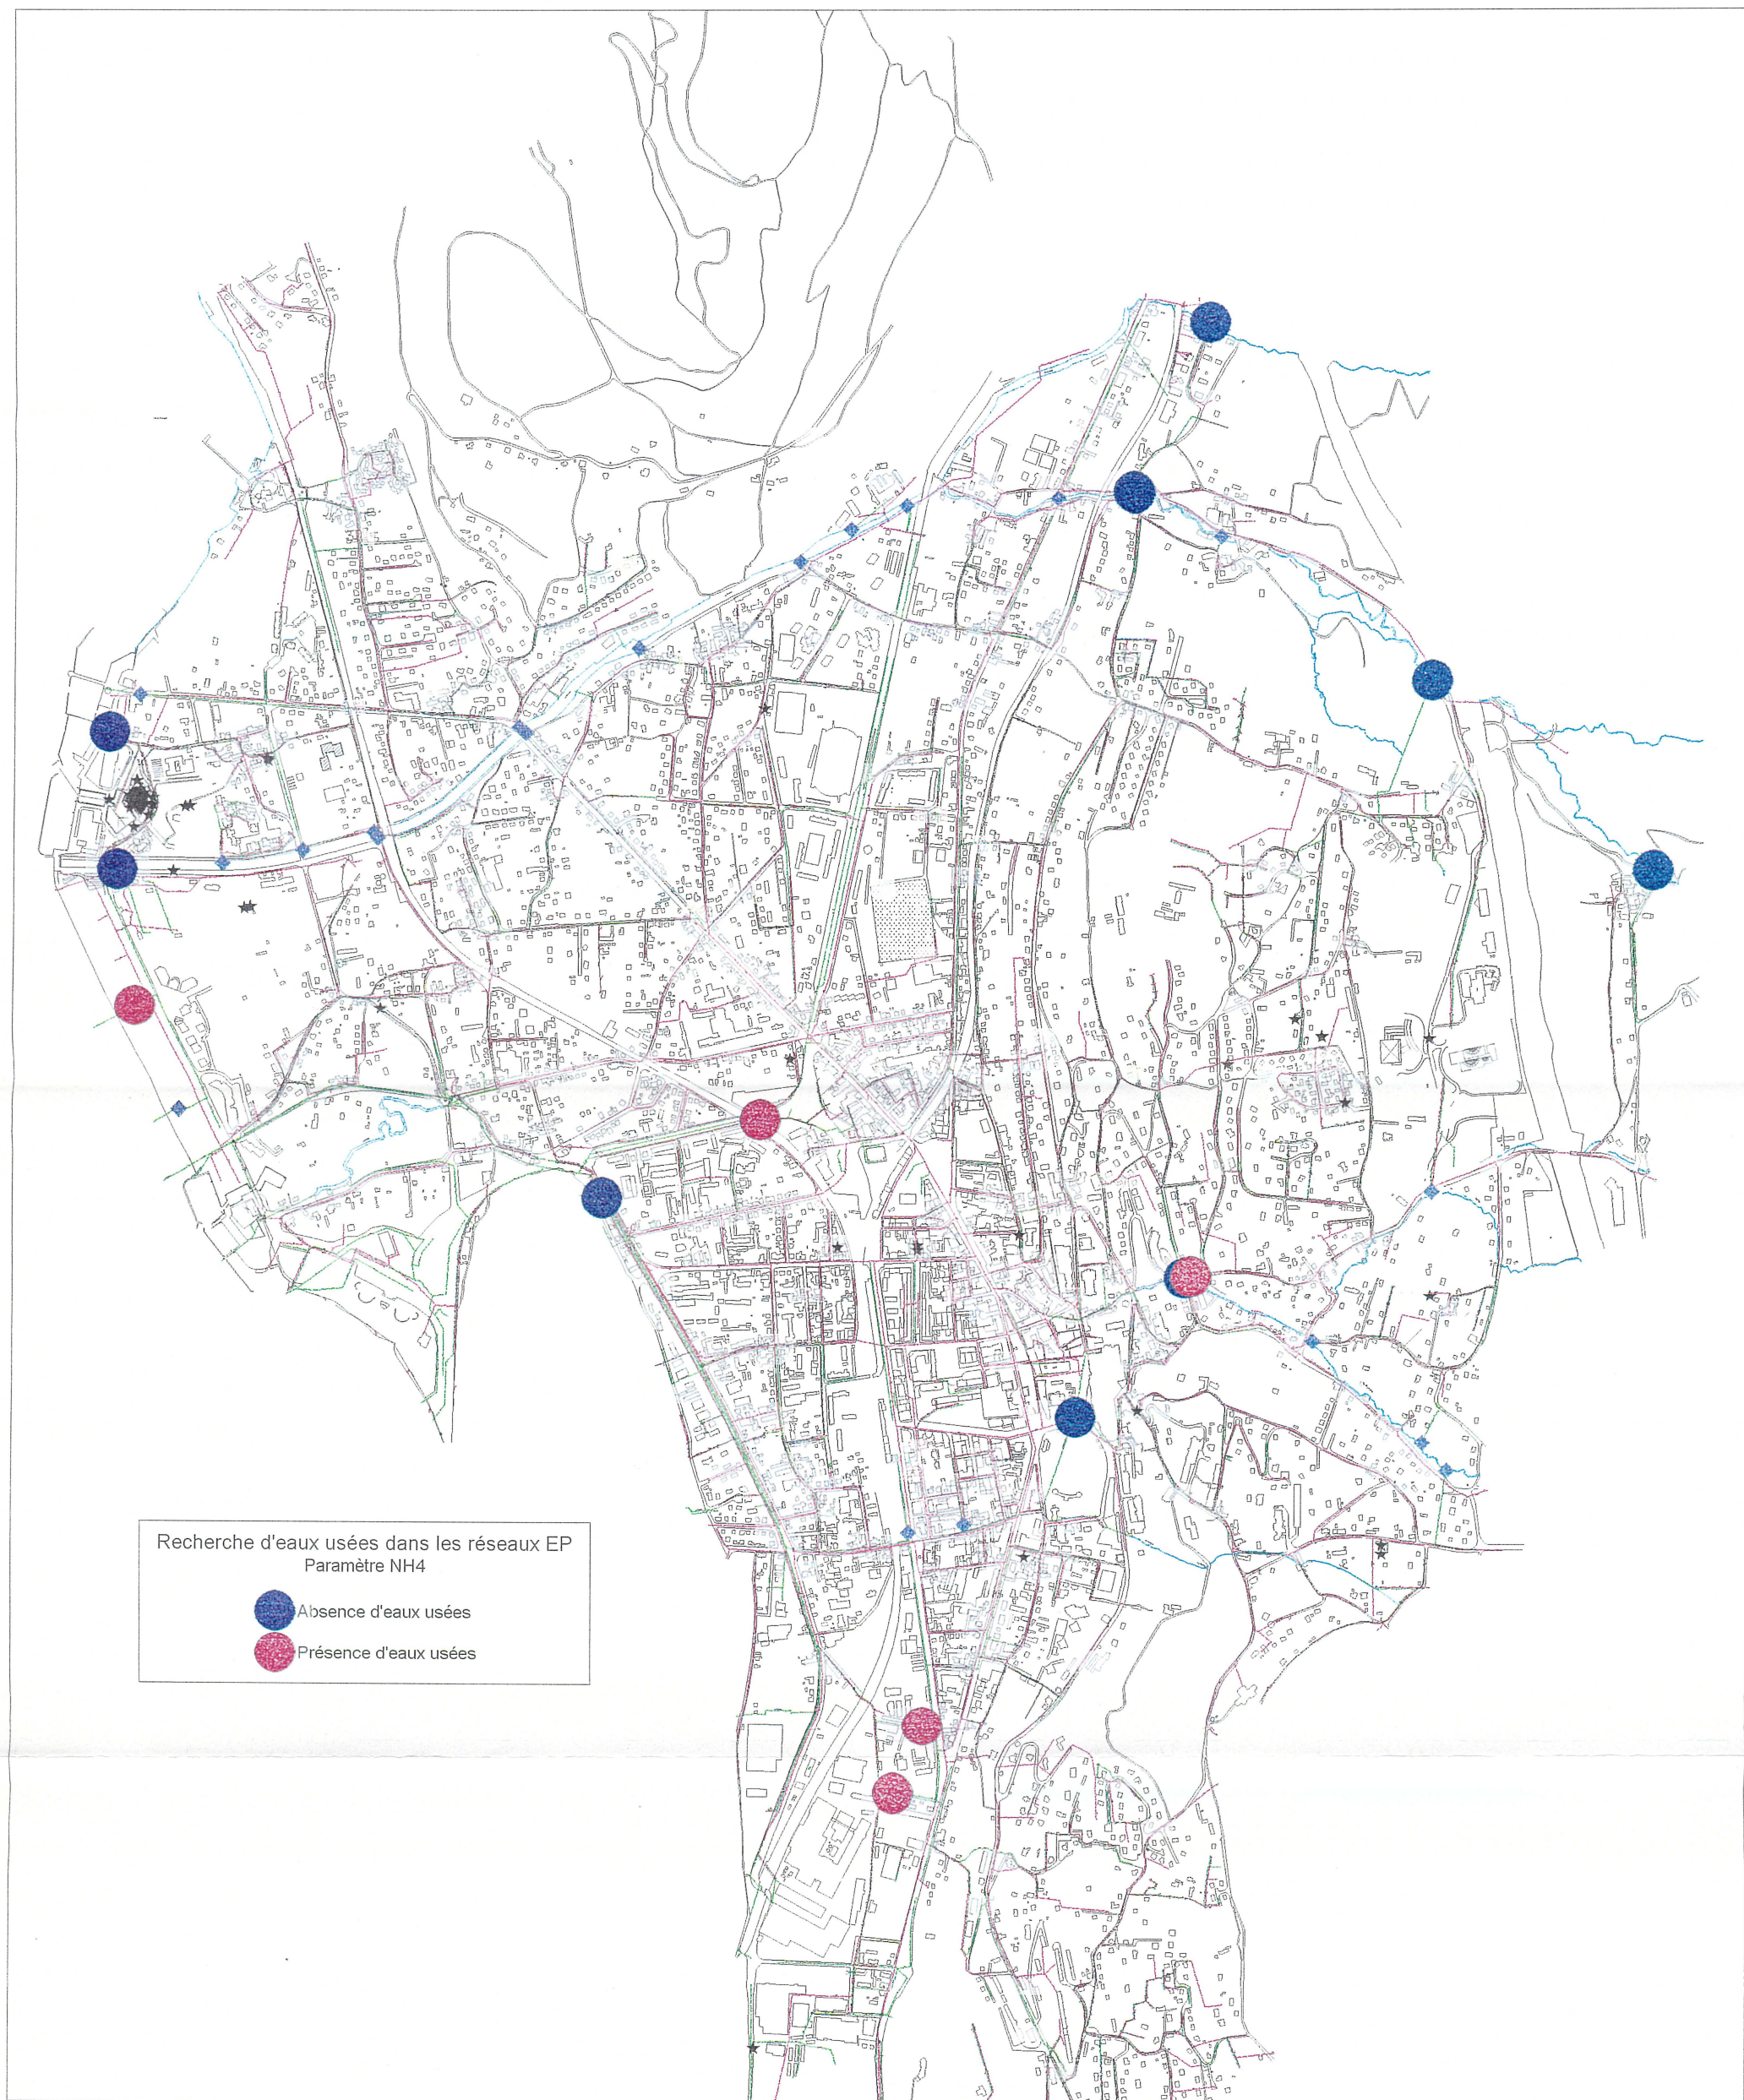 Recherche d'eaux usées dans les réseaux EP
Paramètre NH4
Absence d'eaux usées
Présence d'eaux usées